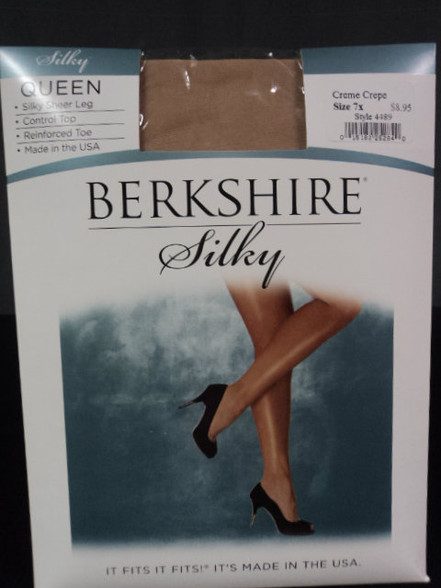 Silky
QUEEN
• Silky Sheer Leg
• Control Top
• Reinforced Toe
• Made in the USA
Creme Crepe
Size 7x $8.95
Style 4489
BERKSHIRE®
Silky
IT FITS IT FITS!® IT'S MADE IN THE USA.